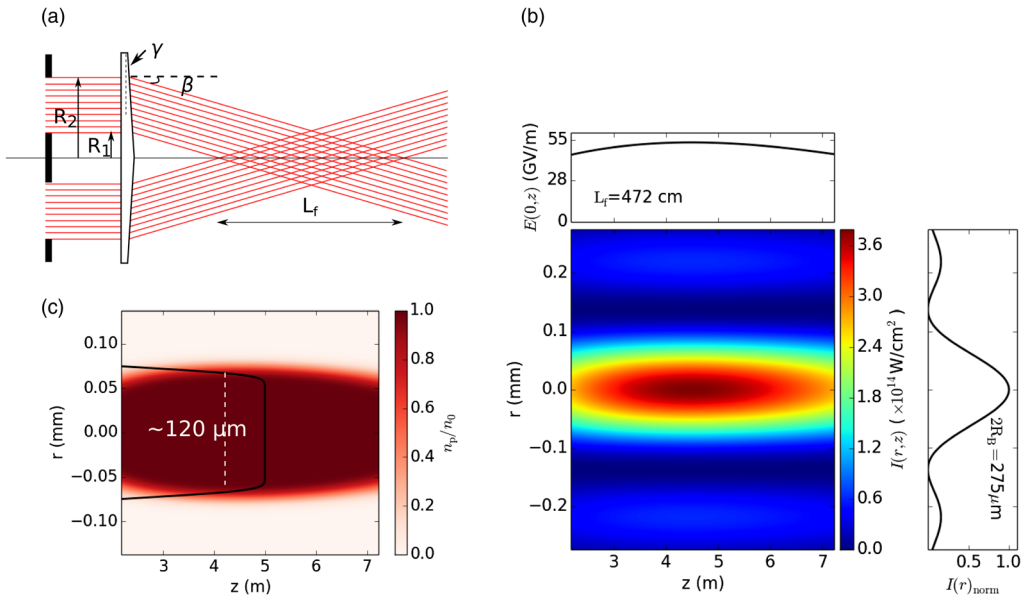 (a)
γ
β
R2
R1
Lf
(b)
E(0,z) (GV/m)
55
28
0
Lf=472 cm
r (mm)
0.2
0.1
0.0
−0.1
−0.2
3 4 5 6 7
z (m)
3.6
3.0
2.4
1.8
1.2
0.6
0.0
I(r,z) (×10^14 W/cm^2)
2R_B=275μm
0.5 1.0
I(r)norm
(c)
r (mm)
0.10
0.05
0.00
−0.05
−0.10
~120 μm
3 4 5 6 7
z (m)
1.0
0.8
0.6
0.4
0.2
0.0
n_p/n_0